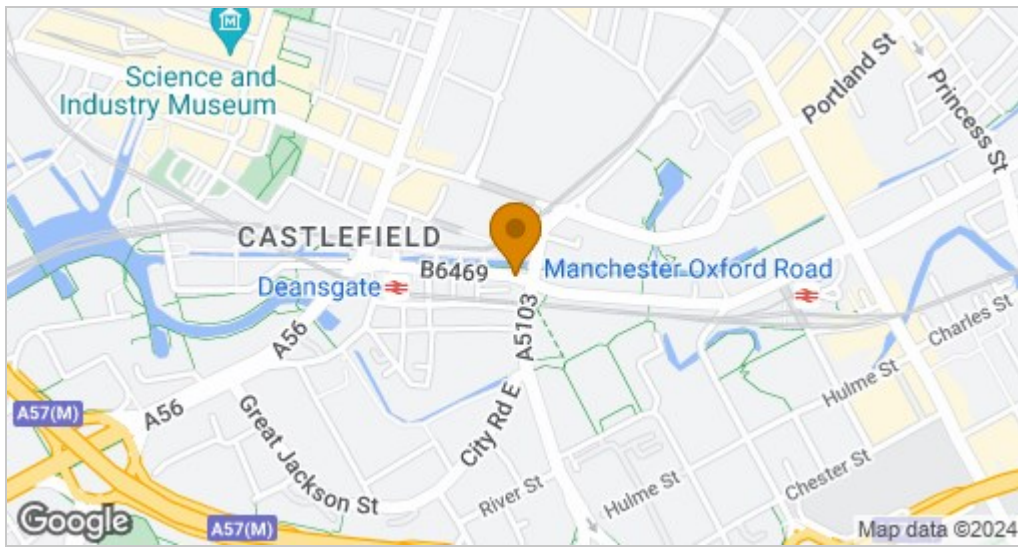 M
Science and
Industry Museum
Portland St
Princess St
CASTLEFIELD
B6469
Manchester Oxford Road
Deansgate
A5103
A56
Charles St
Hulme St
A57(M)
A56
Great Jackson St
City Rd E
Chester St
River St
Hulme St
Google
A57(M)
Map data ©2024